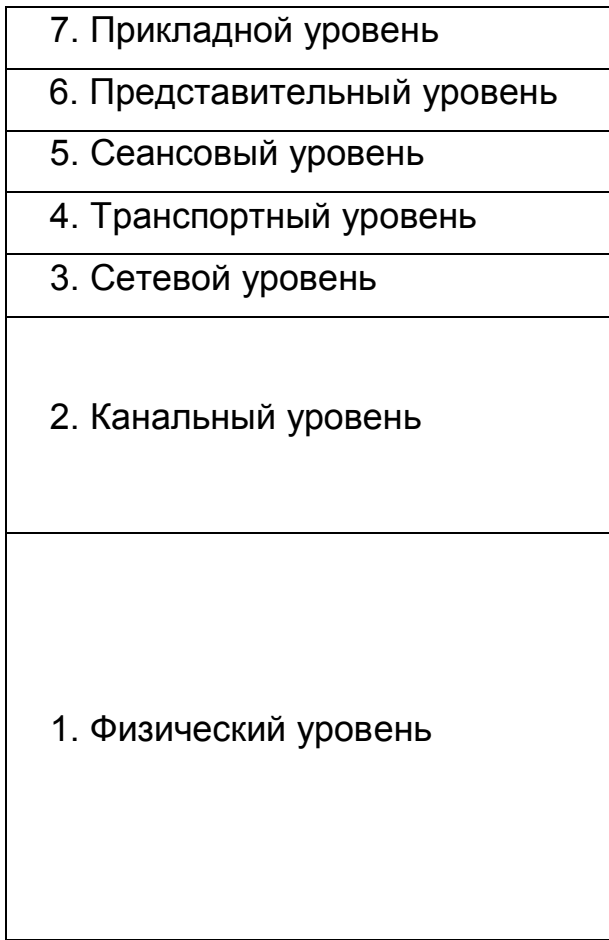 7. Прикладной уровень
6. Представительный уровень
5. Сеансовый уровень
4. Транспортный уровень
3. Сетевой уровень
2. Канальный уровень
1. Физический уровень